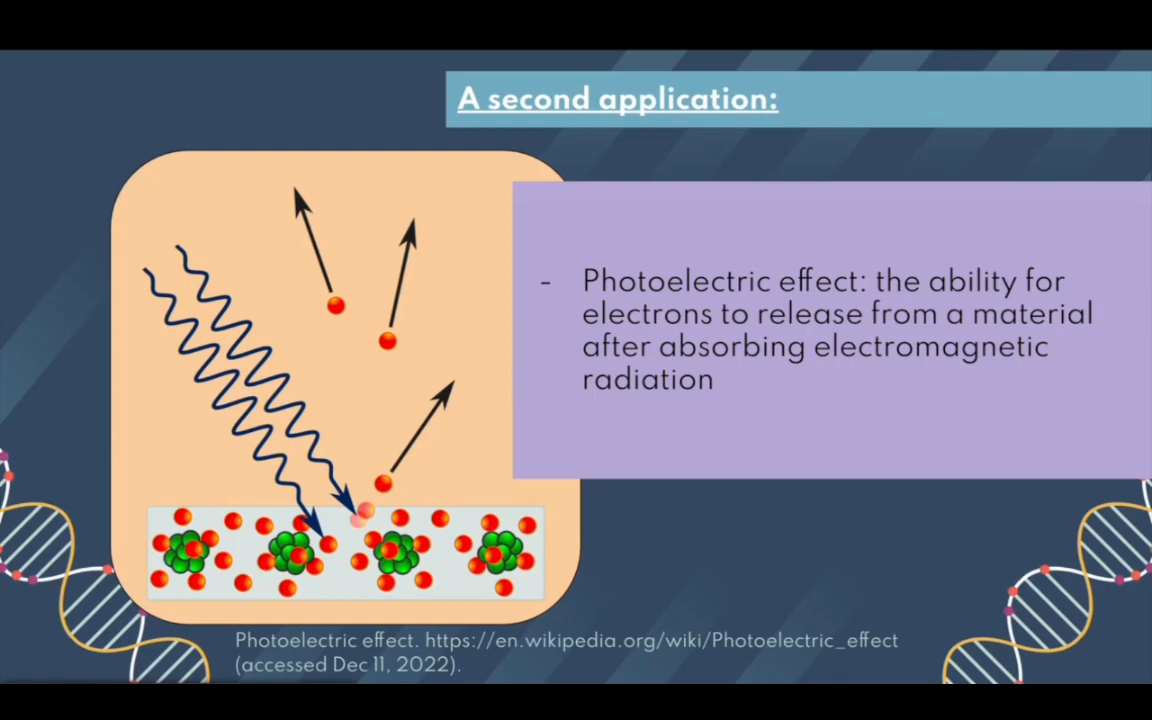 A second application:
- Photoelectric effect: the ability for
electrons to release from a material
after absorbing electromagnetic
radiation
Photoelectric effect. https://en.wikipedia.org/wiki/Photoelectric_effect
(accessed Dec 11, 2022).